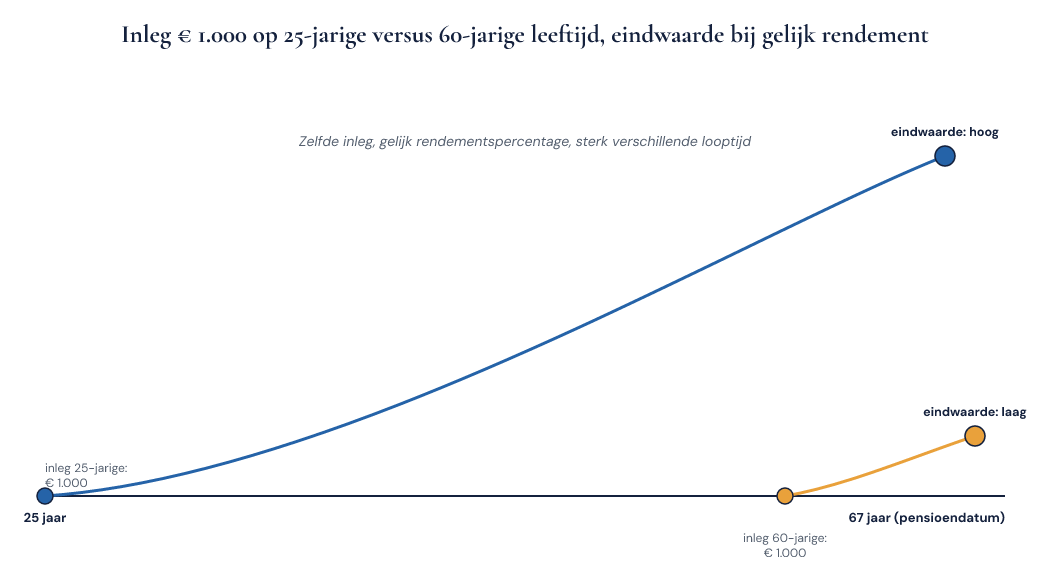 Inleg € 1.000 op 25-jarige versus 60-jarige leeftijd, eindwaarde bij gelijk rendement
eindwaarde: hoog
Zelfde inleg, gelijk rendementspercentage, sterk verschillende looptijd
eindwaarde: laag
inleg 25-jarige:
€ 1.000
25 jaar
67 jaar (pensioendatum)
inleg 60-jarige:
€ 1.000